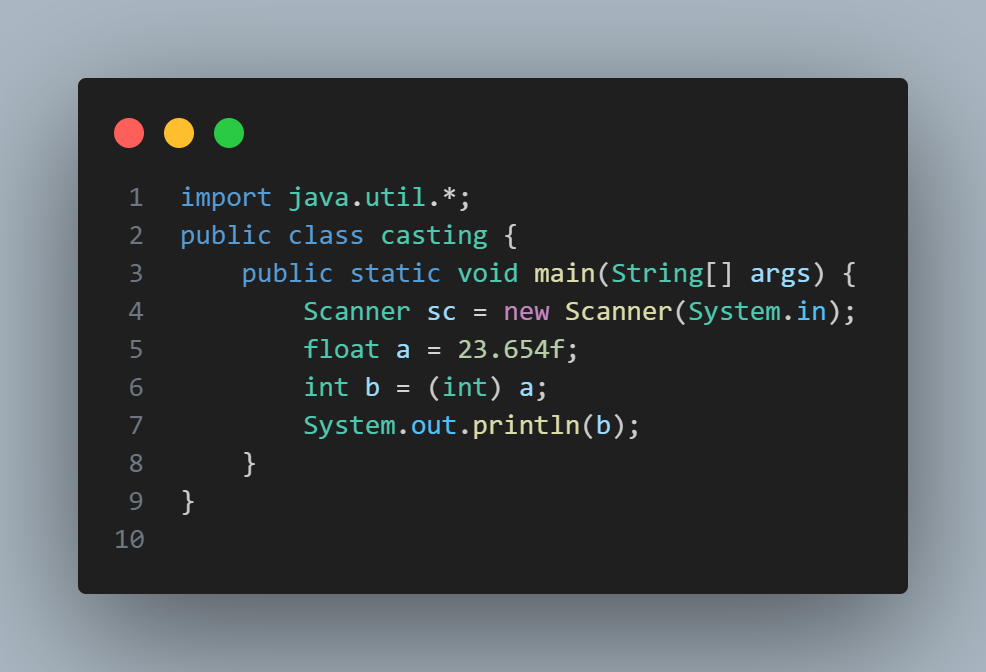 1 import java.util.*;
2 public class casting {
3     public static void main(String[] args) {
4         Scanner sc = new Scanner(System.in);
5         float a = 23.654f;
6         int b = (int) a;
7         System.out.println(b);
8     }
9 }
10